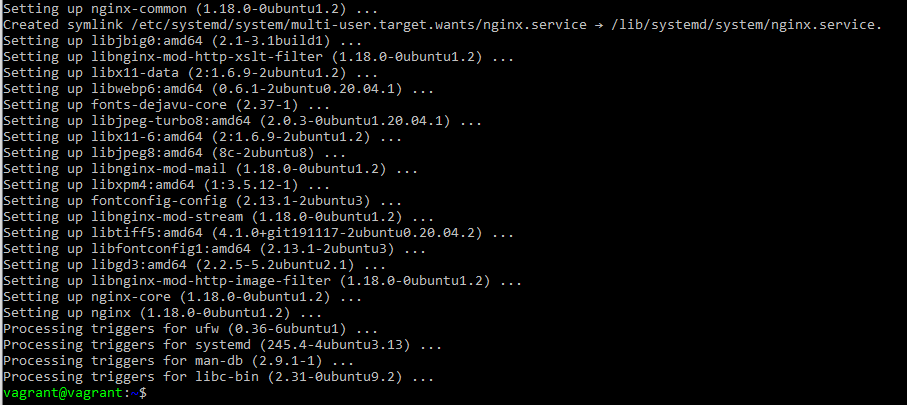 Setting up nginx-common (1.18.0-0ubuntu1.2) ...
Created symlink /etc/systemd/system/multi-user.target.wants/nginx.service → /lib/systemd/system/nginx.service.
Setting up libjbig0:amd64 (2.1-3.1build1) ...
Setting up libnginx-mod-http-xslt-filter (1.18.0-0ubuntu1.2) ...
Setting up libx11-data (2:1.6.9-2ubuntu1.2) ...
Setting up libwebp6:amd64 (0.6.1-2ubuntu0.20.04.1) ...
Setting up fonts-dejavu-core (2.37-1) ...
Setting up libjpeg-turbo8:amd64 (2.0.3-0ubuntu1.20.04.1) ...
Setting up libx11-6:amd64 (2:1.6.9-2ubuntu1.2) ...
Setting up libjpeg8:amd64 (8c-2ubuntu8) ...
Setting up libnginx-mod-mail (1.18.0-0ubuntu1.2) ...
Setting up libxpm4:amd64 (1:3.5.12-1) ...
Setting up fontconfig-config (2.13.1-2ubuntu3) ...
Setting up libnginx-mod-stream (1.18.0-0ubuntu1.2) ...
Setting up libtiff5:amd64 (4.1.0+git191117-2ubuntu0.20.04.2) ...
Setting up libfontconfig1:amd64 (2.13.1-2ubuntu3) ...
Setting up libgd3:amd64 (2.2.5-5.2ubuntu2.1) ...
Setting up libnginx-mod-http-image-filter (1.18.0-0ubuntu1.2) ...
Setting up nginx-core (1.18.0-0ubuntu1.2) ...
Setting up nginx (1.18.0-0ubuntu1.2) ...
Processing triggers for ufw (0.36-6ubuntu1) ...
Processing triggers for systemd (245.4-4ubuntu3.13) ...
Processing triggers for man-db (2.9.1-1) ...
Processing triggers for libc-bin (2.31-0ubuntu9.2) ...
vagrant@vagrant:~$